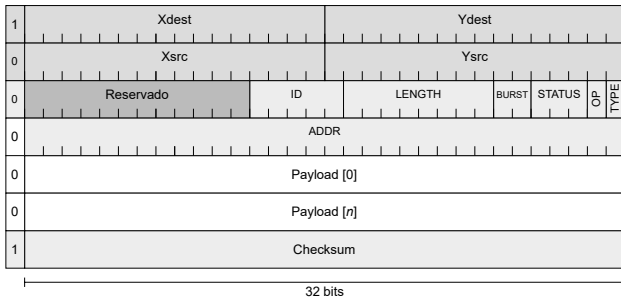 1 Xdest Ydest
0 Xsrc Ysrc
0 Reservado ID LENGTH BURST STATUS OP TYPE
0 ADDR
0 Payload [0]
0 Payload [n]
1 Checksum
32 bits